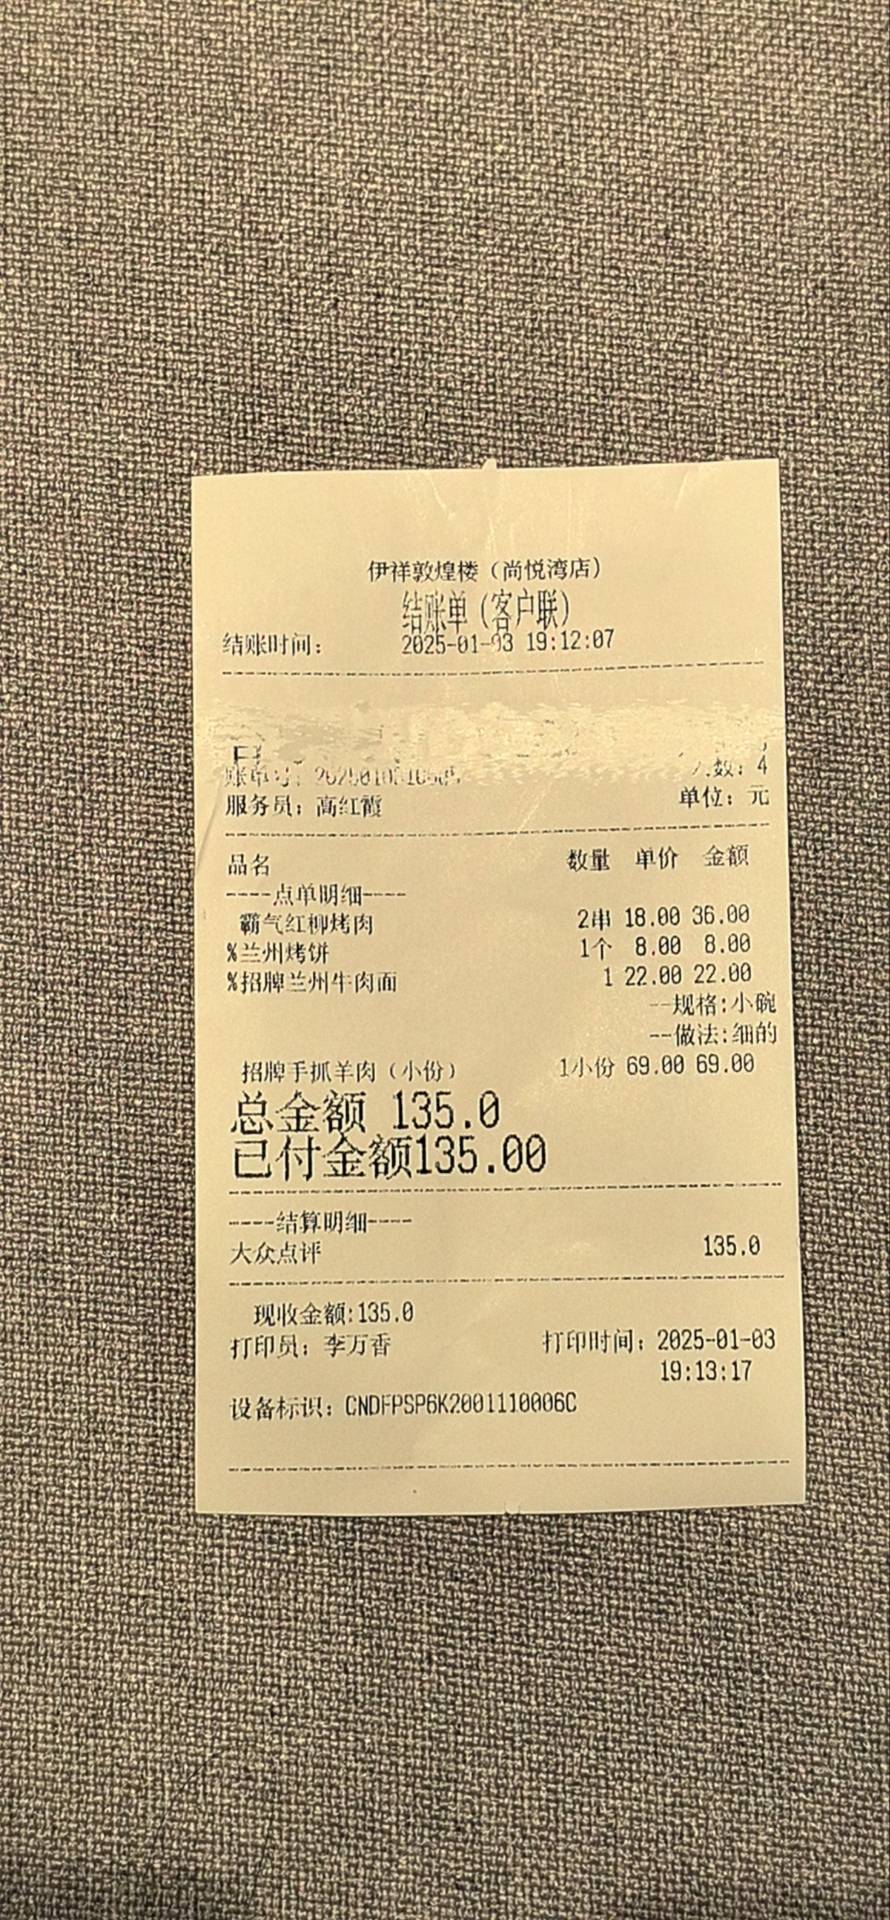 伊祥敦煌楼（尚悦湾店）
结账单（客户联）
结账时间： 2025-01-03 19:12:07
账单号: 人数: 4
服务员: 高红霞 单位: 元
品名 数量 单价 金额
----点单明细----
霸气红柳烤肉 2串 18.00 36.00
%兰州烤饼 1个 8.00 8.00
%招牌兰州牛肉面 1 22.00 22.00
--规格:小碗
--做法:细的
招牌手抓羊肉（小份） 1小份 69.00 69.00
总金额 135.0
已付金额135.00
----结算明细----
大众点评 135.0
现收金额:135.0
打印员: 李万香 打印时间: 2025-01-03
19:13:17
设备标识: CNDFPSP6K2001110006C